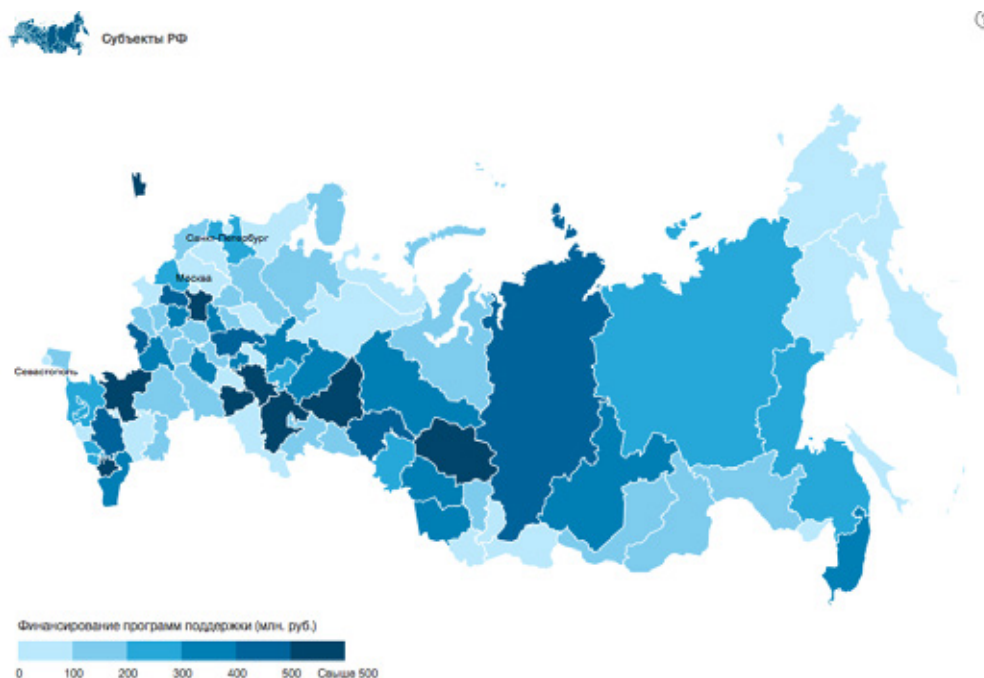 Субъекты РФ
Санкт-Петербург
Москва
Севастополь
Финансирование программ поддержки (млн. руб.)
0 100 200 300 400 500 Свыше 500